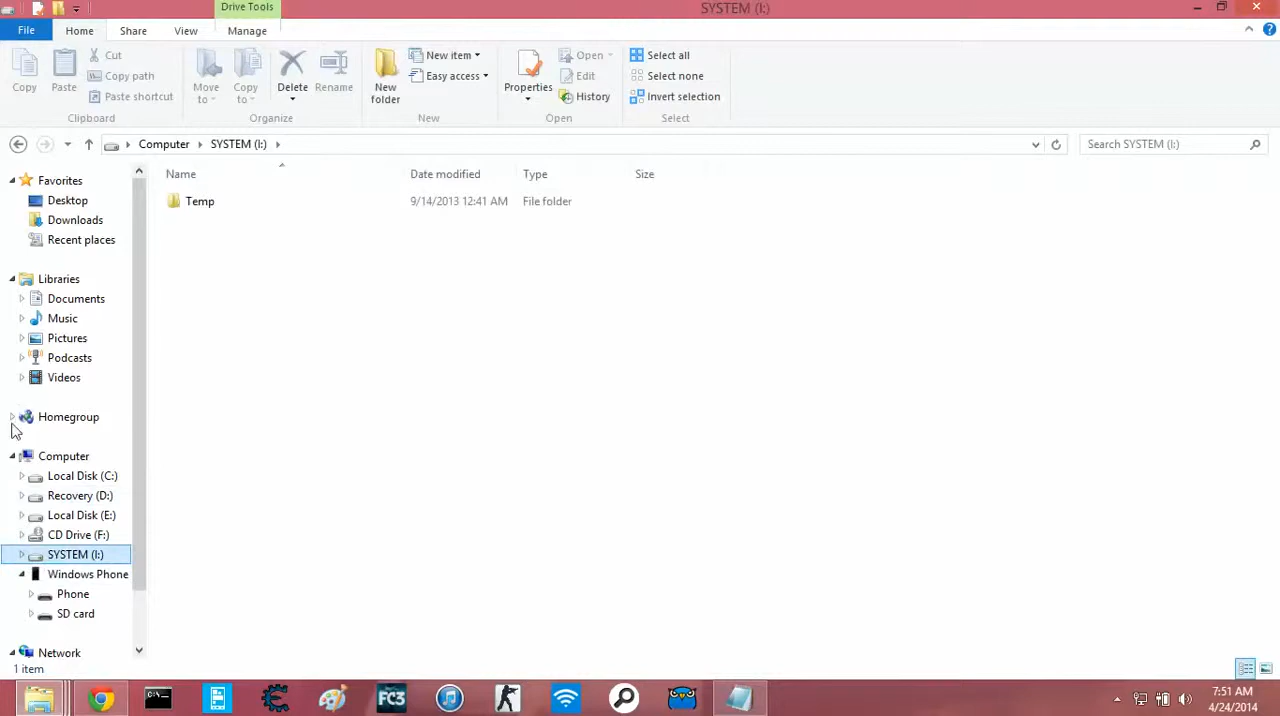 Drive Tools
SYSTEM (I:)
File Home Share View Manage
Copy
Paste
Cut
Copy path
Paste shortcut
Clipboard
Move to
Copy to
Delete
Rename
Organize
New folder
New item
Easy access
New
Properties
Open
Edit
History
Open
Select all
Select none
Invert selection
Select
Computer SYSTEM (I:)
Search SYSTEM (I:)
Name Date modified Type Size
Temp 9/14/2013 12:41 AM File folder
Favorites
Desktop
Downloads
Recent places
Libraries
Documents
Music
Pictures
Podcasts
Videos
Homegroup
Computer
Local Disk (C:)
Recovery (D:)
Local Disk (E:)
CD Drive (F:)
SYSTEM (I:)
Windows Phone
Phone
SD card
Network
1 item
FC3
7:51 AM
4/24/2014